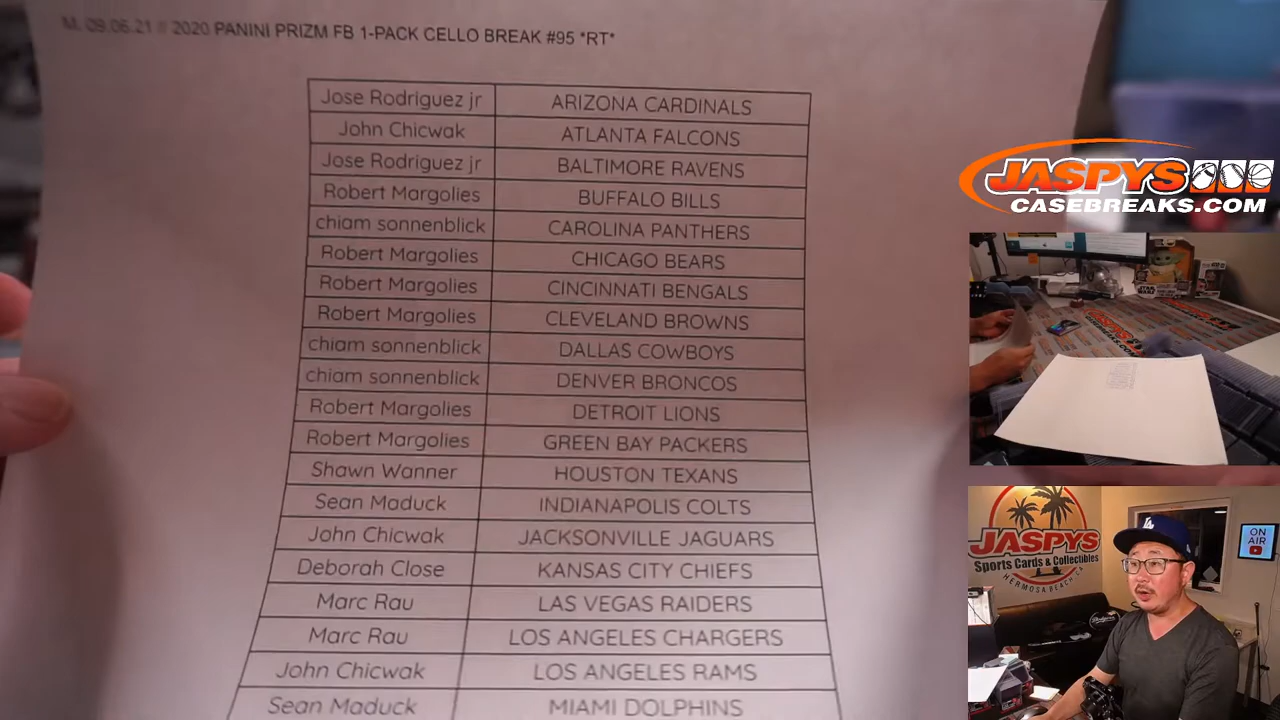 M. 09.06.21 // 2020 PANINI PRIZM FB 1-PACK CELLO BREAK #95 *RT*
Jose Rodriguez jr ARIZONA CARDINALS
John Chicwak ATLANTA FALCONS
Jose Rodriguez jr BALTIMORE RAVENS
Robert Margolies BUFFALO BILLS
chiam sonnenblick CAROLINA PANTHERS
Robert Margolies CHICAGO BEARS
Robert Margolies CINCINNATI BENGALS
Robert Margolies CLEVELAND BROWNS
chiam sonnenblick DALLAS COWBOYS
chiam sonnenblick DENVER BRONCOS
Robert Margolies DETROIT LIONS
Robert Margolies GREEN BAY PACKERS
Shawn Wanner HOUSTON TEXANS
Sean Maduck INDIANAPOLIS COLTS
John Chicwak JACKSONVILLE JAGUARS
Deborah Close KANSAS CITY CHIEFS
Marc Rau LAS VEGAS RAIDERS
Marc Rau LOS ANGELES CHARGERS
John Chicwak LOS ANGELES RAMS
Sean Maduck MIAMI DOLPHINS
JASPYS
CASEBREAKS.COM
STAR WARS
JASPYS
Sports Cards & Collectibles
HERMOSA BEACH CA
ON AIR
LA